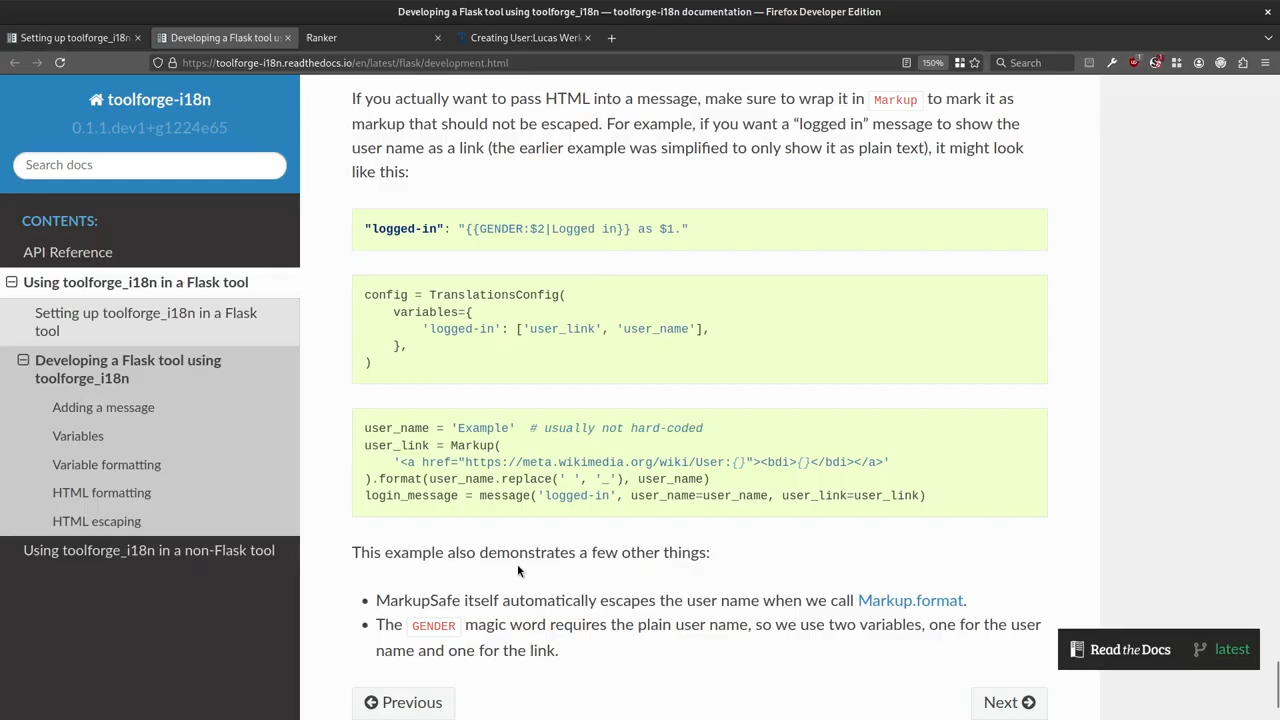 Developing a Flask tool using toolforge_i18n — toolforge-i18n documentation — Firefox Developer Edition
Setting up toolforge_i18n
Developing a Flask tool u
Ranker
Creating User:Lucas Werk
https://toolforge-i18n.readthedocs.io/en/latest/flask/development.html
150%
Search
toolforge-i18n
0.1.1.dev1+g1224e65
Search docs
CONTENTS:
API Reference
Using toolforge_i18n in a Flask tool
Setting up toolforge_i18n in a Flask
tool
Developing a Flask tool using
toolforge_i18n
Adding a message
Variables
Variable formatting
HTML formatting
HTML escaping
Using toolforge_i18n in a non-Flask tool
If you actually want to pass HTML into a message, make sure to wrap it in Markup to mark it as
markup that should not be escaped. For example, if you want a “logged in” message to show the
user name as a link (the earlier example was simplified to only show it as plain text), it might look
like this:
"logged-in": "{{GENDER:$2|Logged in}} as $1."
config = TranslationsConfig(
    variables={
        'logged-in': ['user_link', 'user_name'],
    },
)
user_name = 'Example'  # usually not hard-coded
user_link = Markup(
    '<a href="https://meta.wikimedia.org/wiki/User:{}"><bdi>{}</bdi></a>'
).format(user_name.replace(' ', '_'), user_name)
login_message = message('logged-in', user_name=user_name, user_link=user_link)
This example also demonstrates a few other things:
• MarkupSafe itself automatically escapes the user name when we call Markup.format.
• The GENDER magic word requires the plain user name, so we use two variables, one for the user
name and one for the link.
Read the Docs
latest
Previous
Next